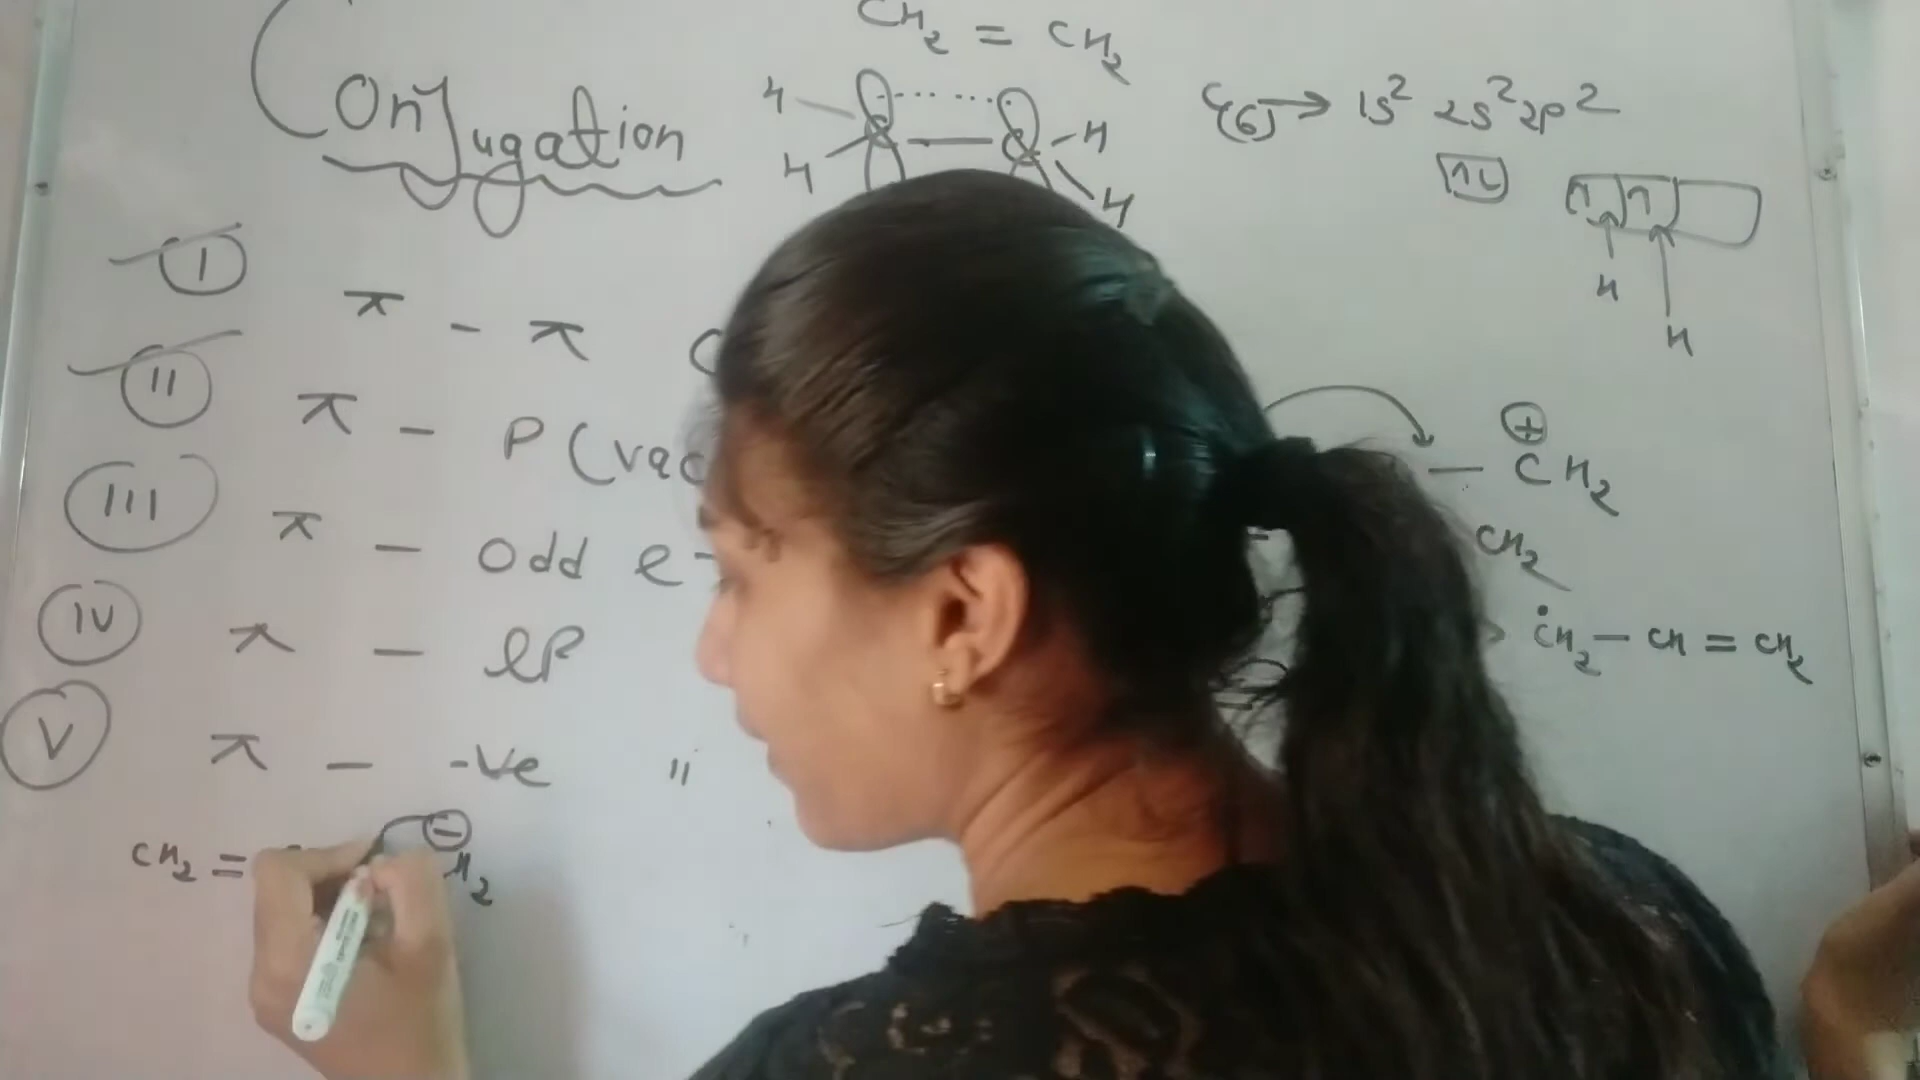 Conjugation
CH2 = CH2
H H
H H
C(6) → 1s² 2s² 2p²
H
H
I π - π
II π - P (vac
III π - Odd e-
IV π - lp
V π - -ve "
CH2 = H2
- CH2
CH2
CH2 - CH = CH2